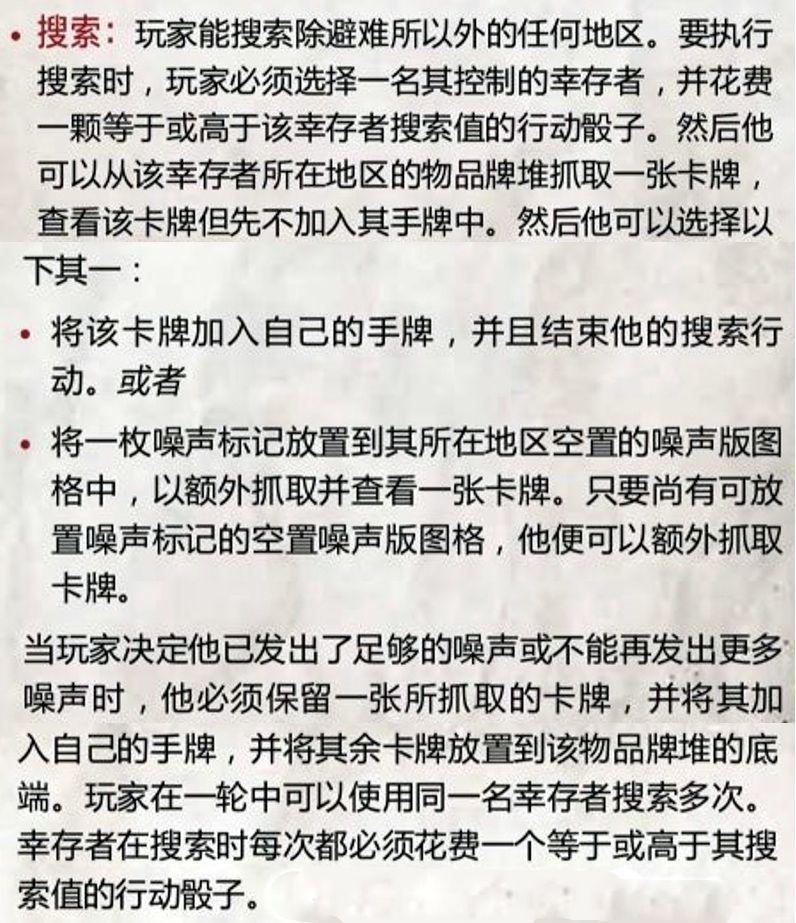 • 搜索：玩家能搜索除避难所以外的任何地区。要执行
搜索时，玩家必须选择一名其控制的幸存者，并花费
一颗等于或高于该幸存者搜索值的行动骰子。然后他
可以从该幸存者所在地区的物品牌堆抓取一张卡牌，
查看该卡牌但先不加入其手牌中。然后他可以选择以
下其一：
• 将该卡牌加入自己的手牌，并且结束他的搜索行
动。或者
• 将一枚噪声标记放置到其所在地区空置的噪声版图
格中，以额外抓取并查看一张卡牌。只要尚有可放
置噪声标记的空置噪声版图格，他便可以额外抓取
卡牌。
当玩家决定他已发出了足够的噪声或不能再发出更多
噪声时，他必须保留一张所抓取的卡牌，并将其加
入自己的手牌，并将其余卡牌放置到该物品牌堆的底
端。玩家在一轮中可以使用同一名幸存者搜索多次。
幸存者在搜索时每次都必须花费一个等于或高于其搜
索值的行动骰子。